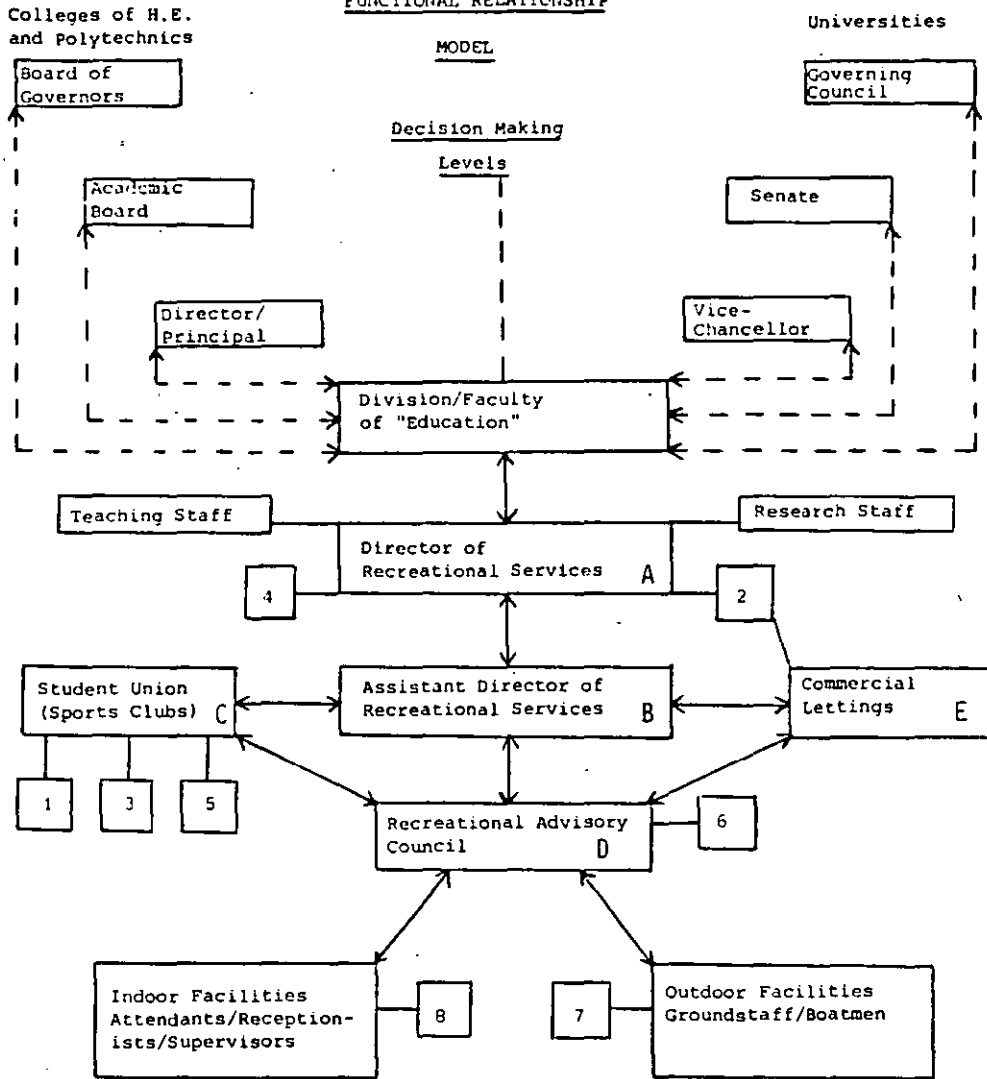 FUNCTIONAL RELATIONSHIP
MODEL
Colleges of H.E.
and Polytechnics
Universities
Board of
Governors
Governing
Council
Decision Making
Levels
Academic
Board
Senate
Director/
Principal
Vice-
Chancellor
Division/Faculty
of "Education"
Teaching Staff
Research Staff
Director of
Recreational Services A
4
2
Student Union
(Sports Clubs) C
Assistant Director of
Recreational Services B
Commercial
Lettings E
1
3
5
Recreational Advisory
Council D
6
Indoor Facilities
Attendants/Reception-
ists/Supervisors
8
7
Outdoor Facilities
Groundstaff/Boatmen